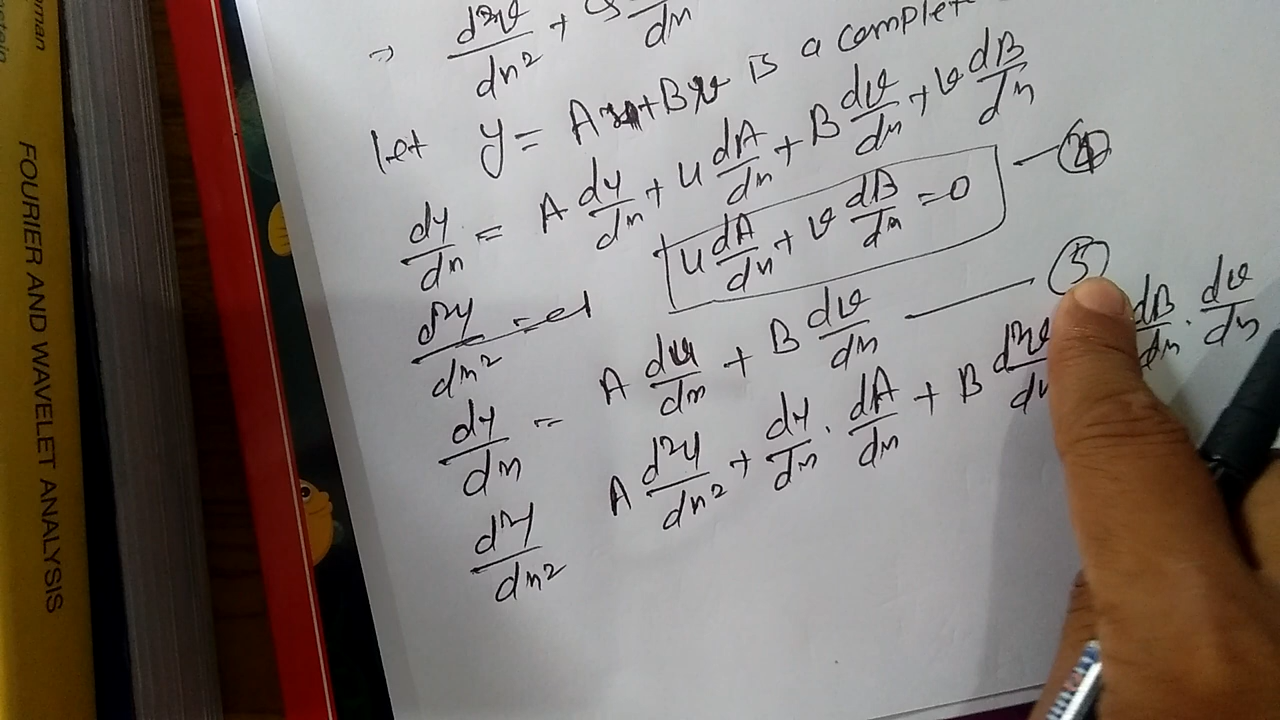 ⇒ d²v/dx² +
let y = Au + Bv is a complet
dy/dx = A du/dx + u dA/dx + B dv/dx + v dB/dx
u dA/dx + v dB/dx = 0 — (4)
d²y/dx² =
dy/dx = A du/dx + B dv/dx — (5)
d²y/dx² A d²u/dx² + du/dx . dA/dx + B d²v/dx dB/dx . dv/dx
FOURIER AND WAVELET ANALYSIS